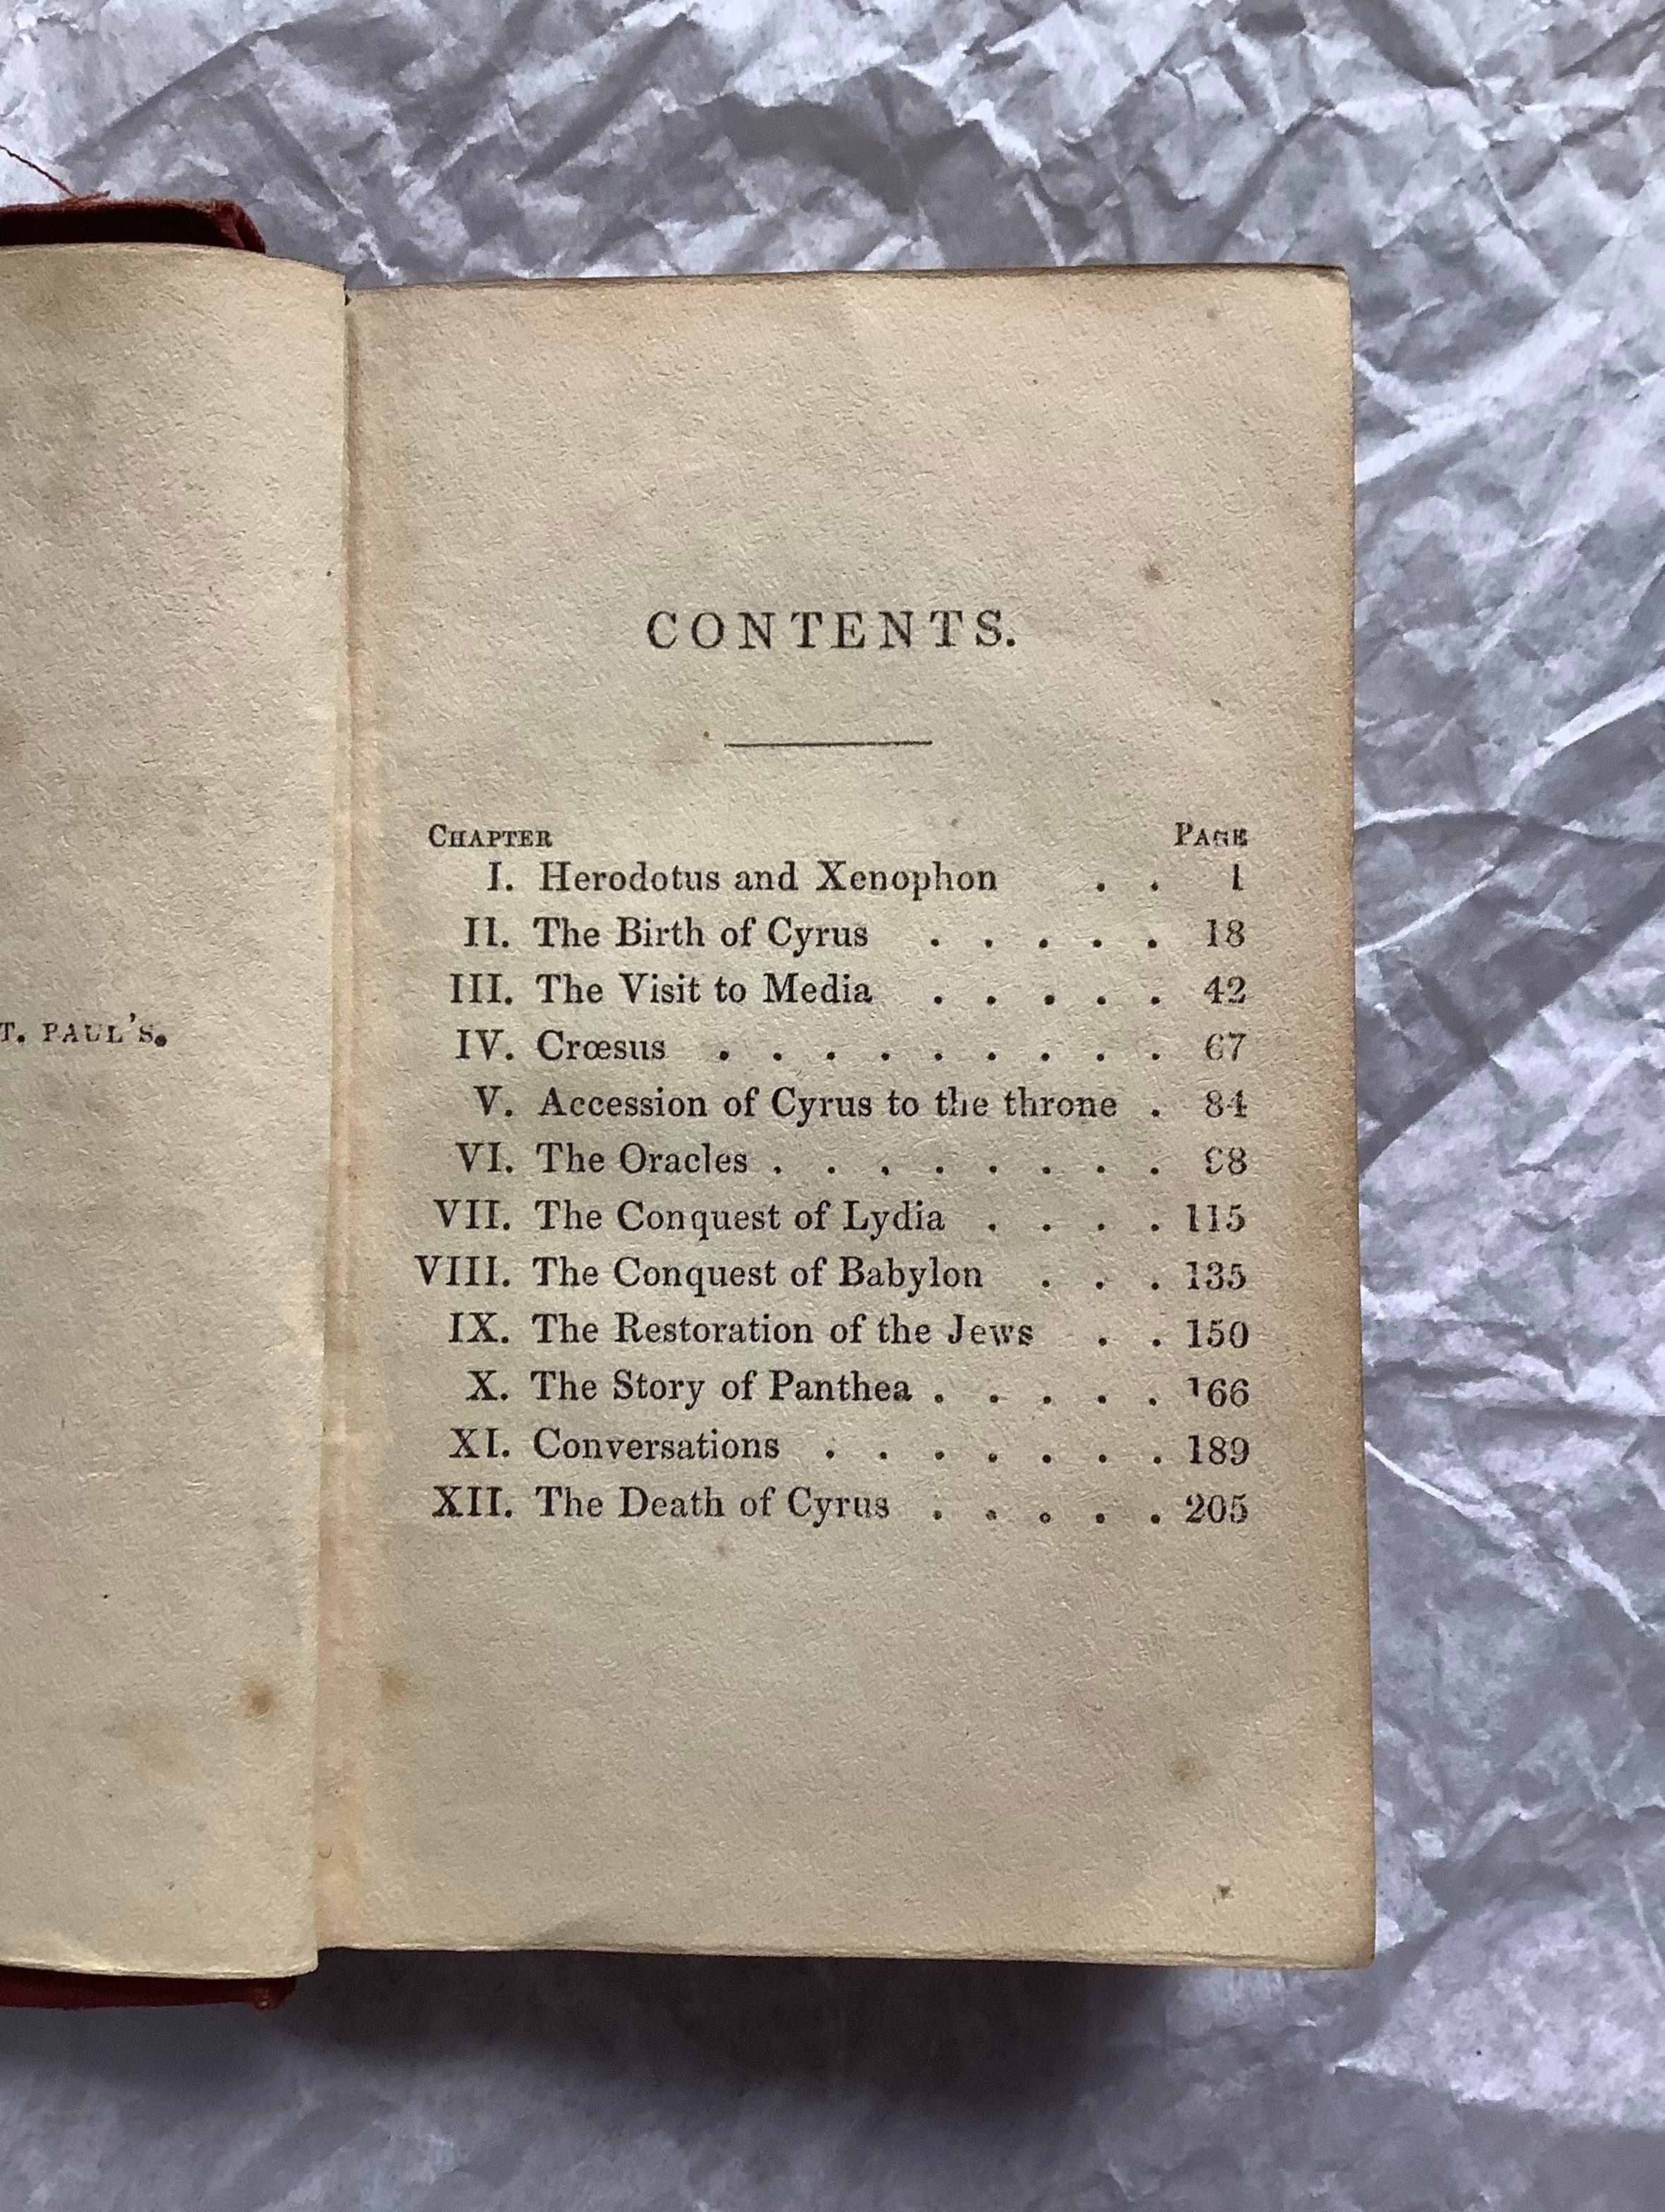 T. PAUL'S.
CONTENTS.
CHAPTER PAGE
I. Herodotus and Xenophon . . 1
II. The Birth of Cyrus . . . . . 18
III. The Visit to Media . . . . . 42
IV. Crœsus . . . . . . . . . 67
V. Accession of Cyrus to the throne . 84
VI. The Oracles . . . . . . . . 98
VII. The Conquest of Lydia . . . . 115
VIII. The Conquest of Babylon . . . 135
IX. The Restoration of the Jews . . 150
X. The Story of Panthea . . . . . 166
XI. Conversations . . . . . . . 189
XII. The Death of Cyrus . . . . . 205